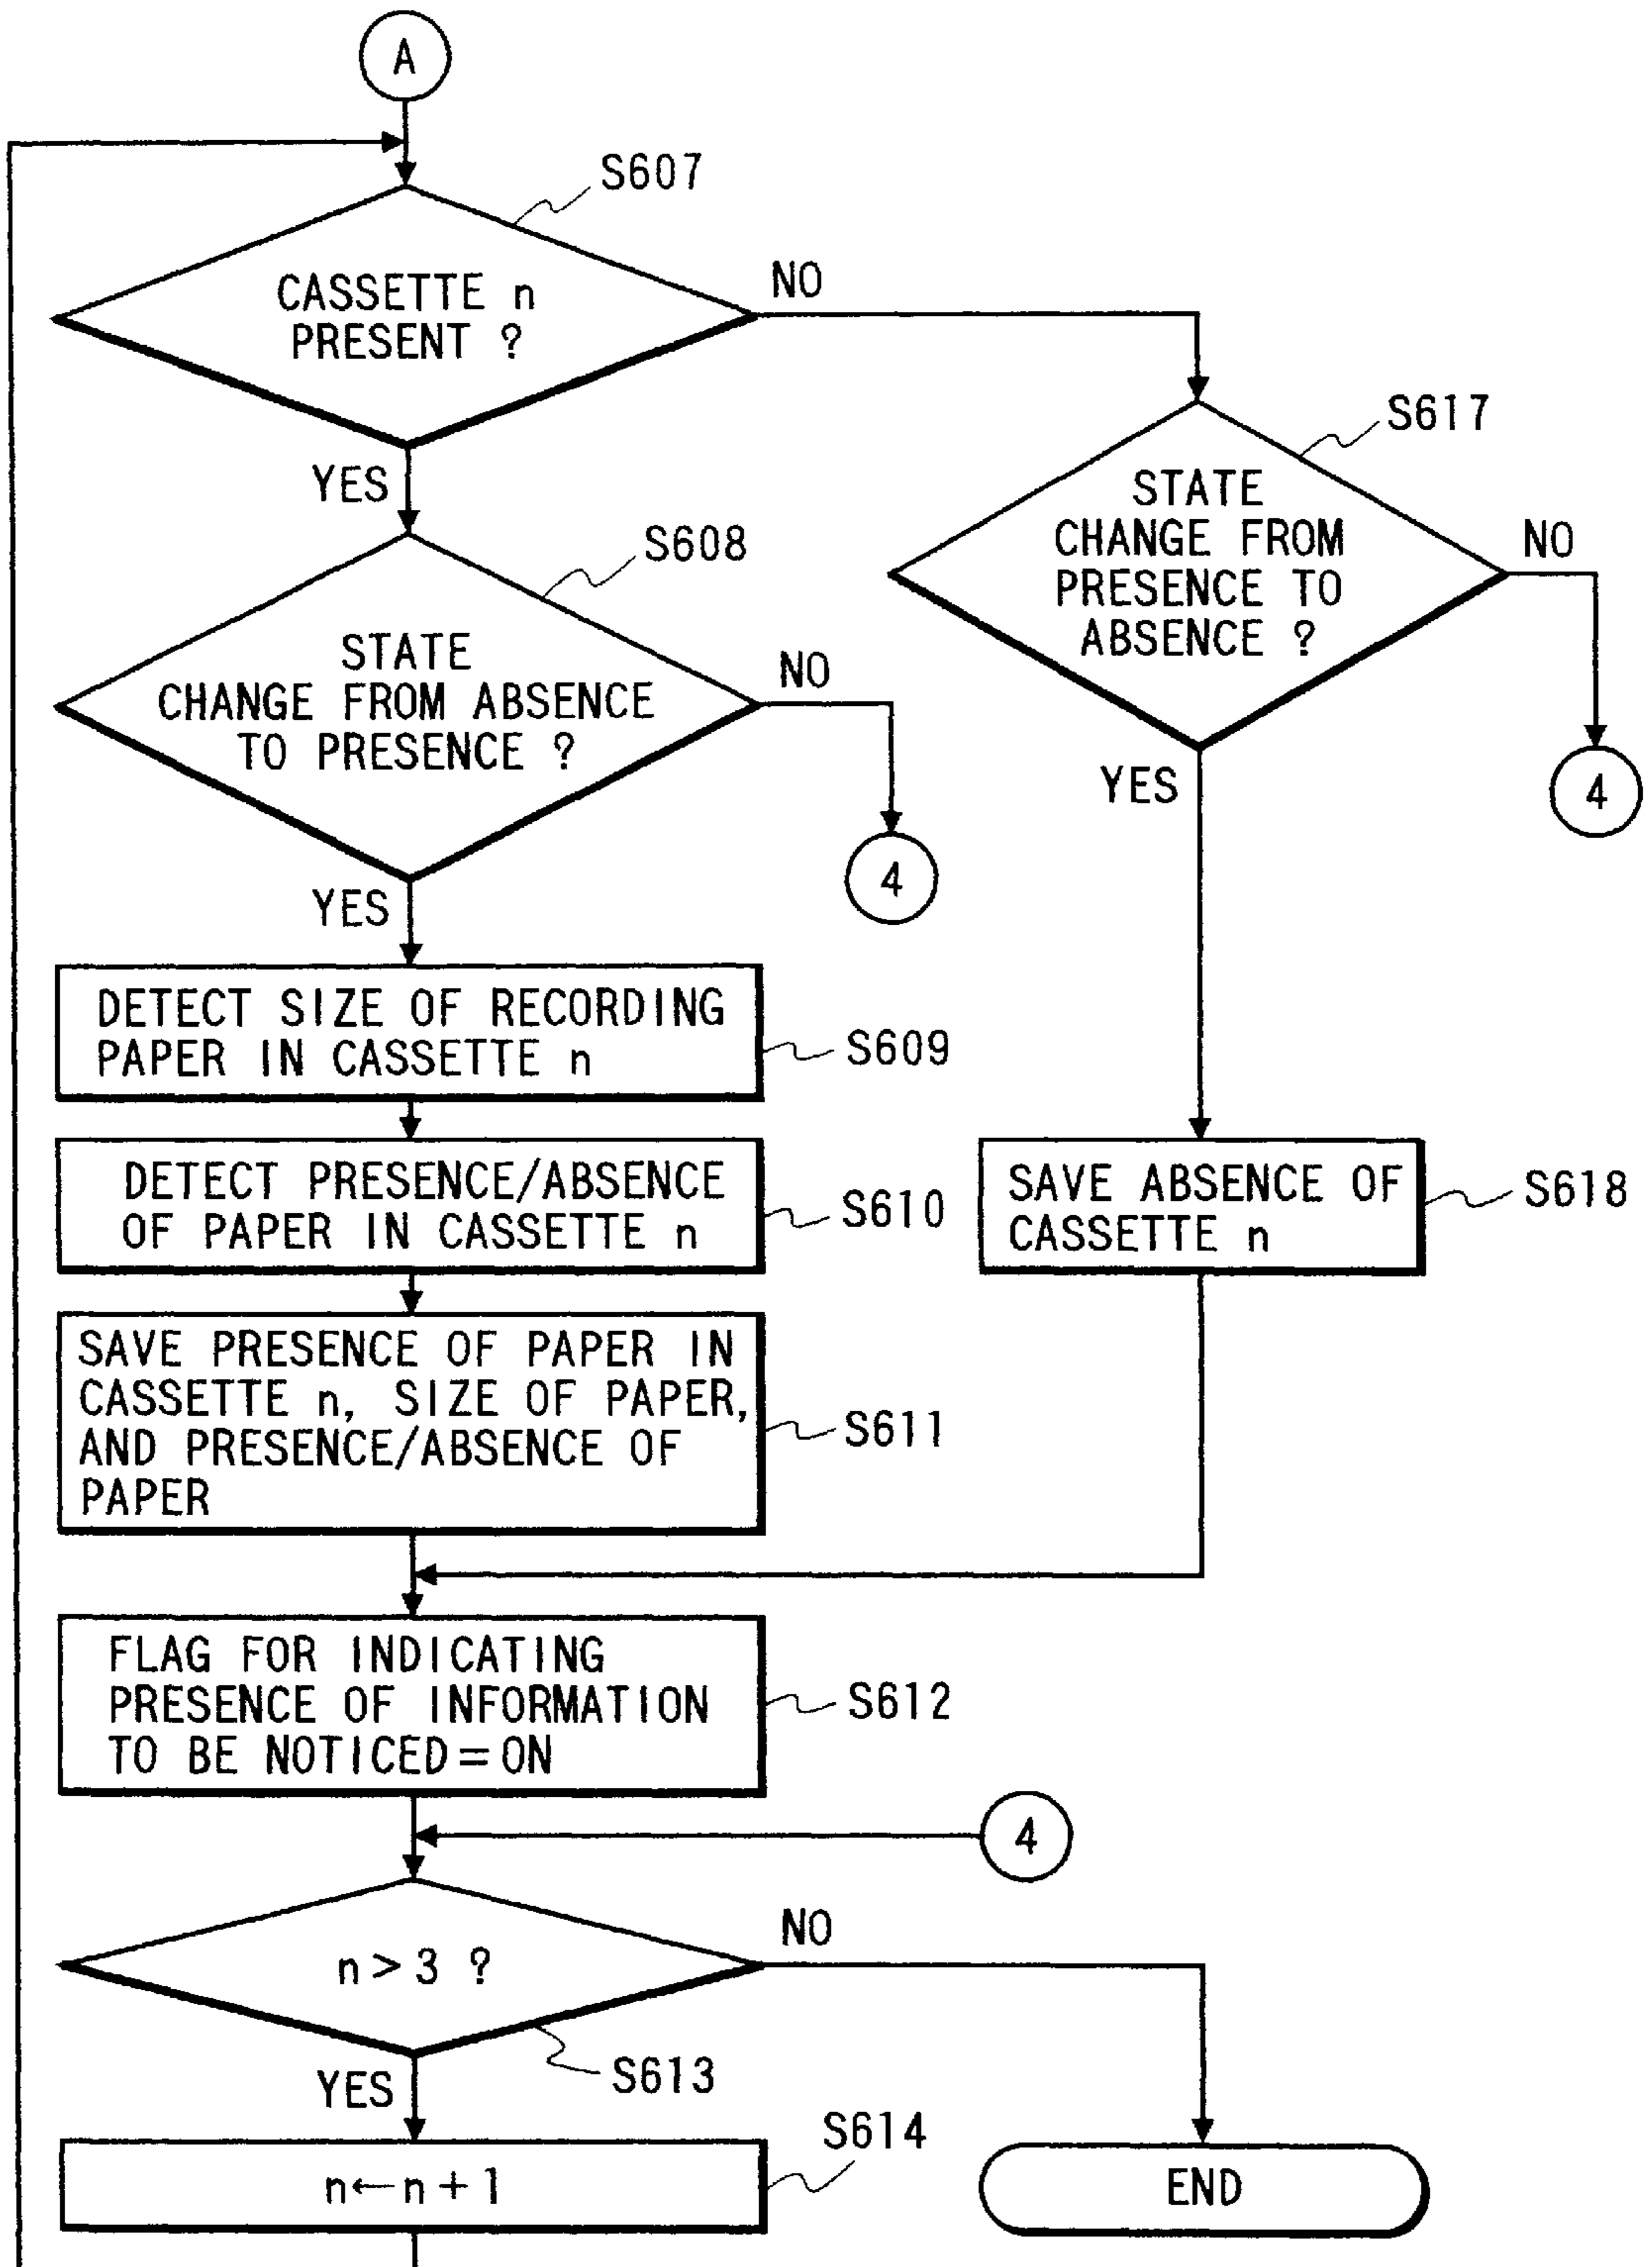 A
S607
CASSETTE n
PRESENT ?
NO
YES
S617
STATE
CHANGE FROM
PRESENCE TO
ABSENCE ?
NO
4
YES
S608
STATE
CHANGE FROM ABSENCE
TO PRESENCE ?
NO
4
YES
DETECT SIZE OF RECORDING
PAPER IN CASSETTE n
S609
DETECT PRESENCE/ABSENCE
OF PAPER IN CASSETTE n
S610
SAVE ABSENCE OF
CASSETTE n
S618
SAVE PRESENCE OF PAPER IN
CASSETTE n, SIZE OF PAPER,
AND PRESENCE/ABSENCE OF
PAPER
S611
FLAG FOR INDICATING
PRESENCE OF INFORMATION
TO BE NOTICED=ON
S612
4
n>3 ?
NO
S613
YES
S614
n←n+1
END